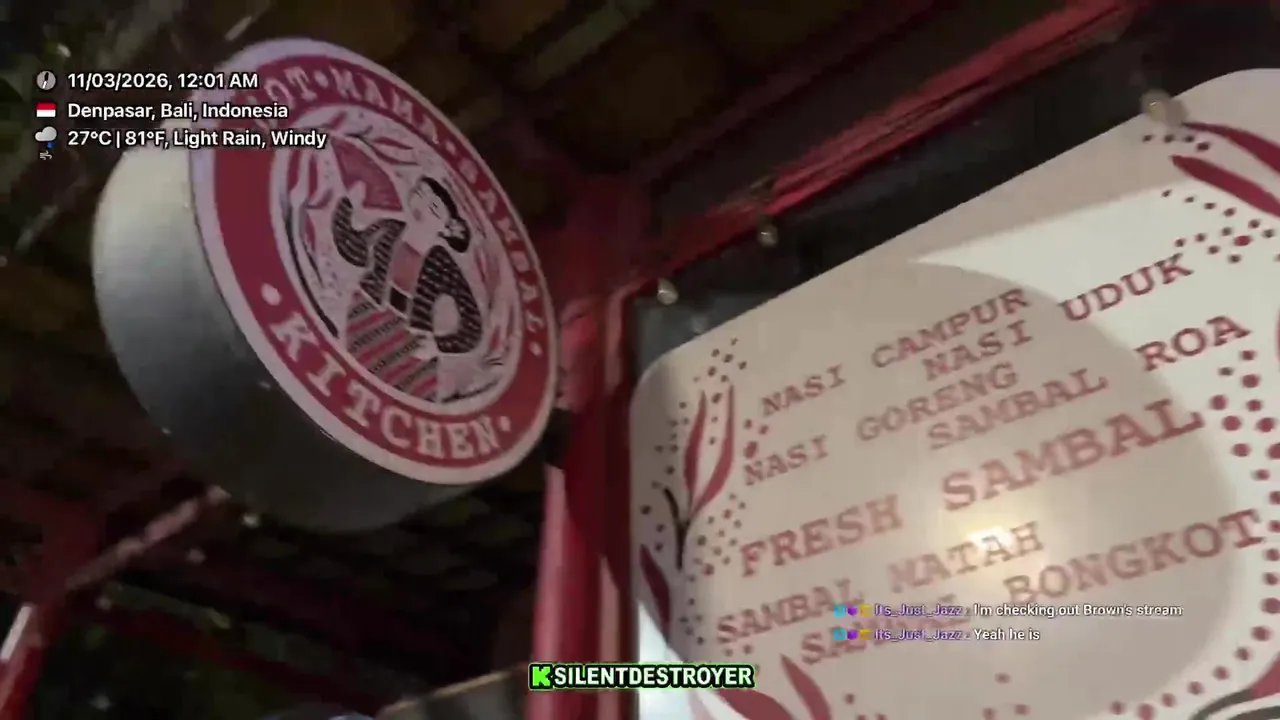 11/03/2026, 12:01 AM
Denpasar, Bali, Indonesia
27°C | 81°F, Light Rain, Windy
OT•MAMA•SAMBAL•
•KITCHEN•
NASI CAMPUR
NASI UDUK
NASI GORENG
SAMBAL ROA
FRESH SAMBAL
SAMBAL MATAH
SAMBAL BONGKOT
Its_Just_Jazz: I'm checking out Brown's stream
Its_Just_Jazz: Yeah he is
K SILENTDESTROYER